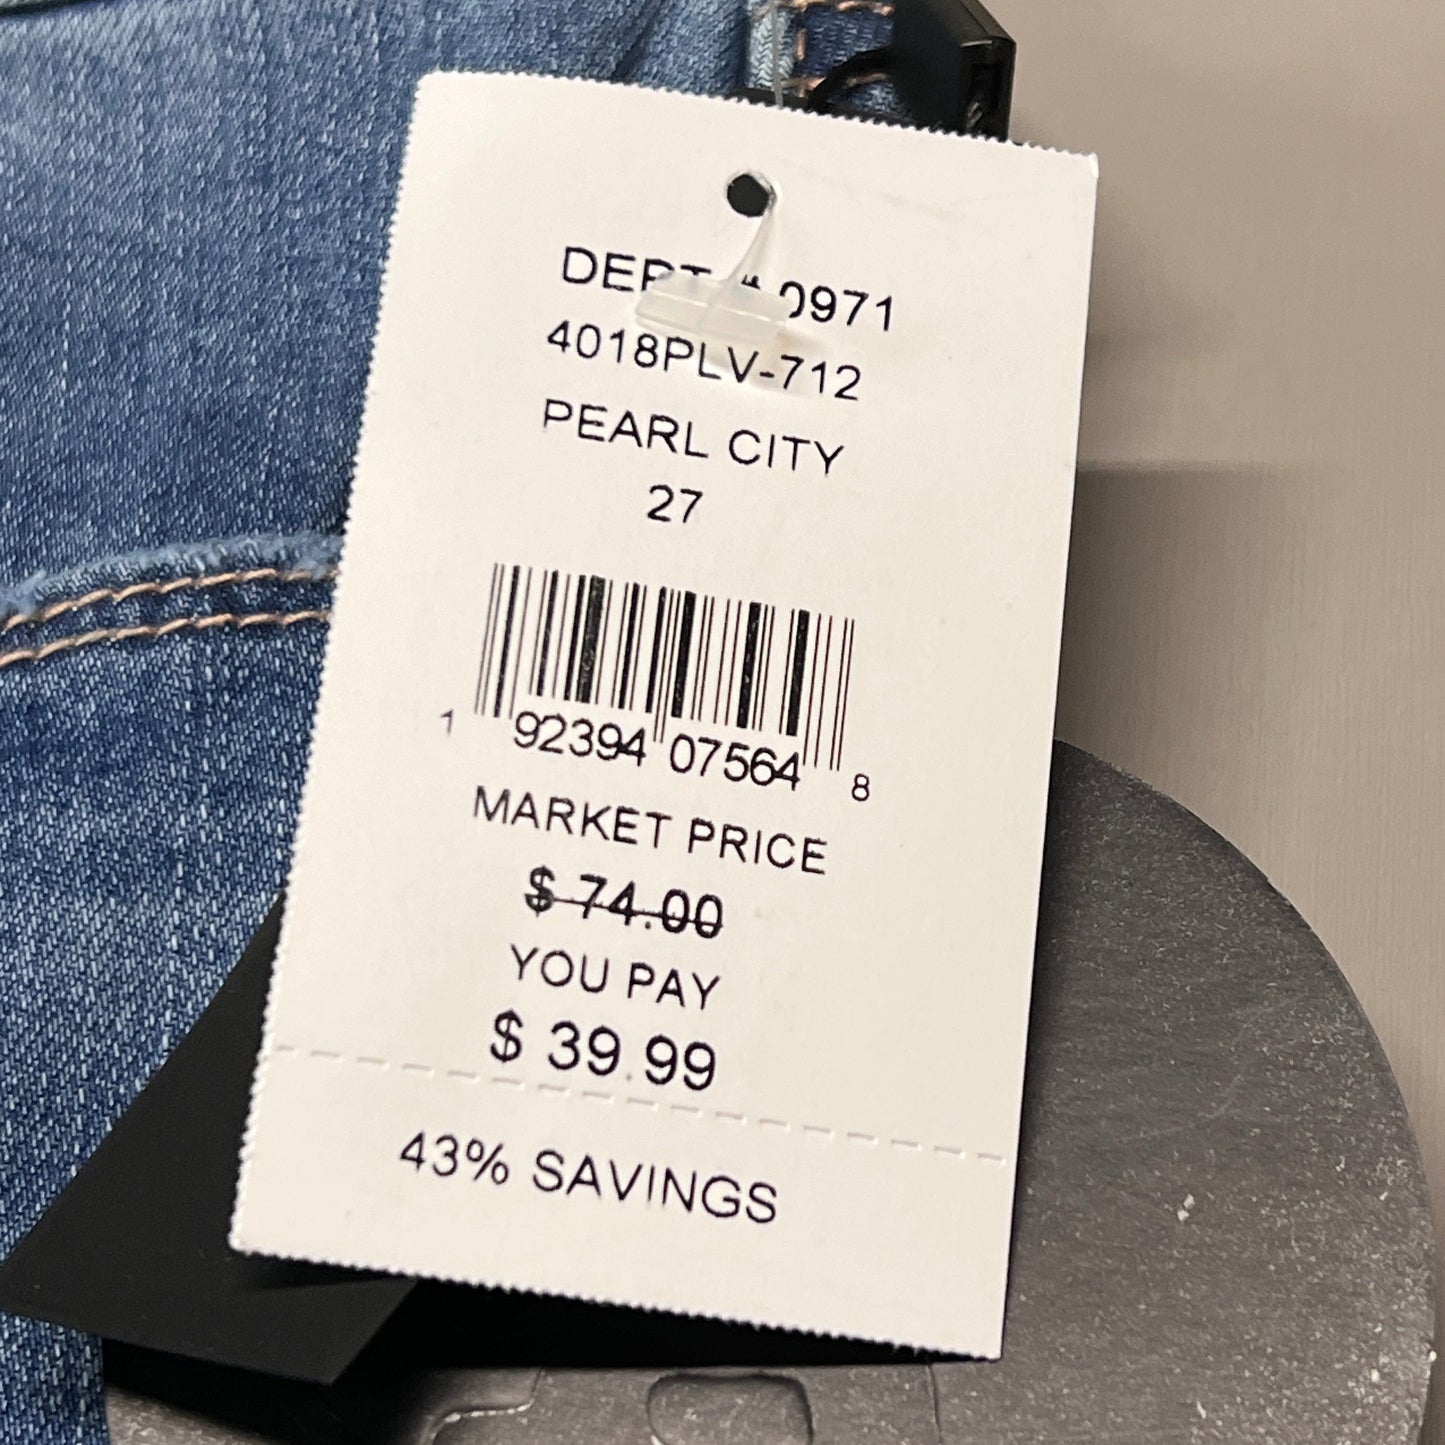 DEPT # 0971
4018PLV-712
PEARL CITY
27
1 92394 07564 8
MARKET PRICE
$ 74.00
YOU PAY
$ 39.99
43% SAVINGS